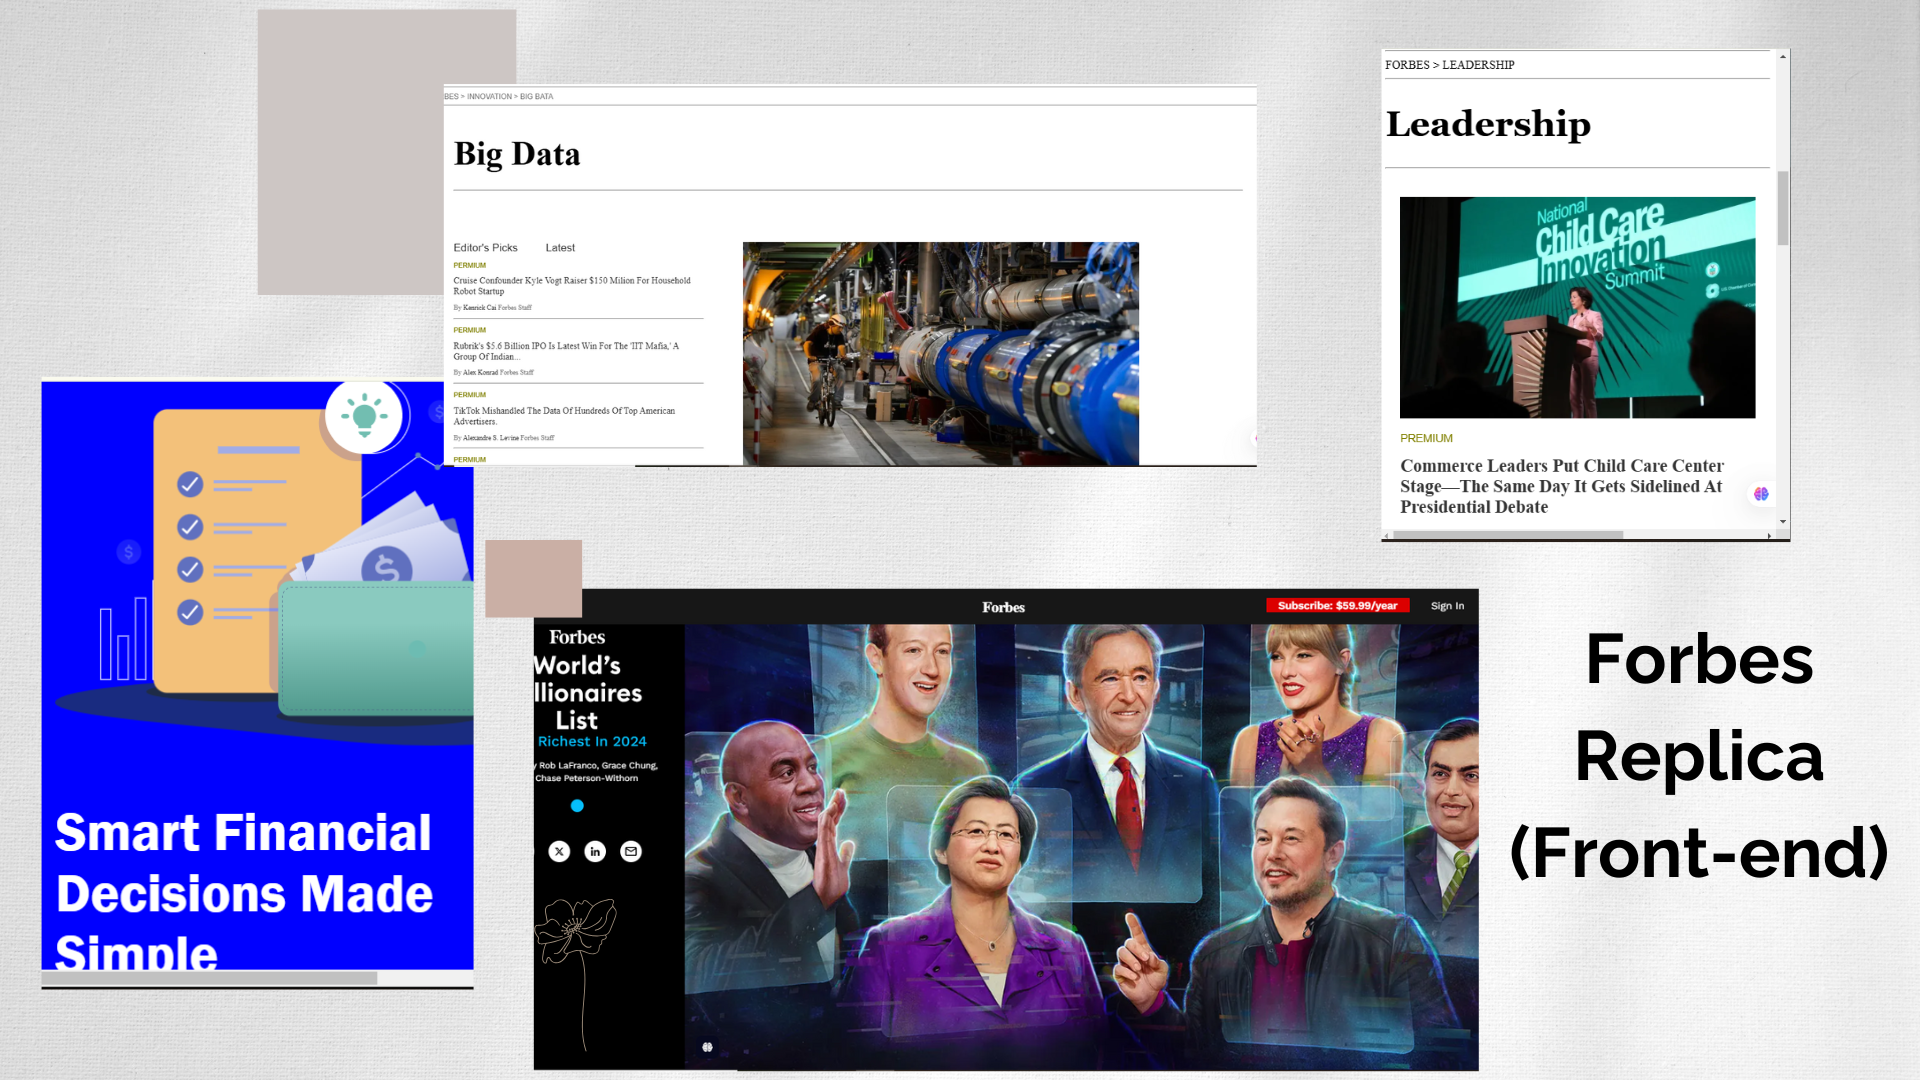 BES > INNOVATION > BIG BATA
Big Data
Editor's Picks Latest
PERMIUM
Cruise Confounder Kyle Vogt Raiser $150 Milion For Household
Robot Startup
By Kenrick Cai Forbes Staff
PERMIUM
Rubrik's $5.6 Billion IPO Is Latest Win For The 'IIT Mafia,' A
Group Of Indian...
By Alex Konrad Forbes Staff
PERMIUM
TikTok Mishandled The Data Of Hundreds Of Top American
Advertisers.
By Alexandre S. Levine Forbes Staff
PERMIUM
FORBES > LEADERSHIP
Leadership
National
Child Care
Innovation
Summit
PREMIUM
Commerce Leaders Put Child Care Center
Stage—The Same Day It Gets Sidelined At
Presidential Debate
Smart Financial
Decisions Made
Simple
Forbes
Subscribe: $59.99/year
Sign In
Forbes
World's
llionaires
List
Richest In 2024
y Rob LaFranco, Grace Chung,
Chase Peterson-Withorn
Forbes
Replica
(Front-end)